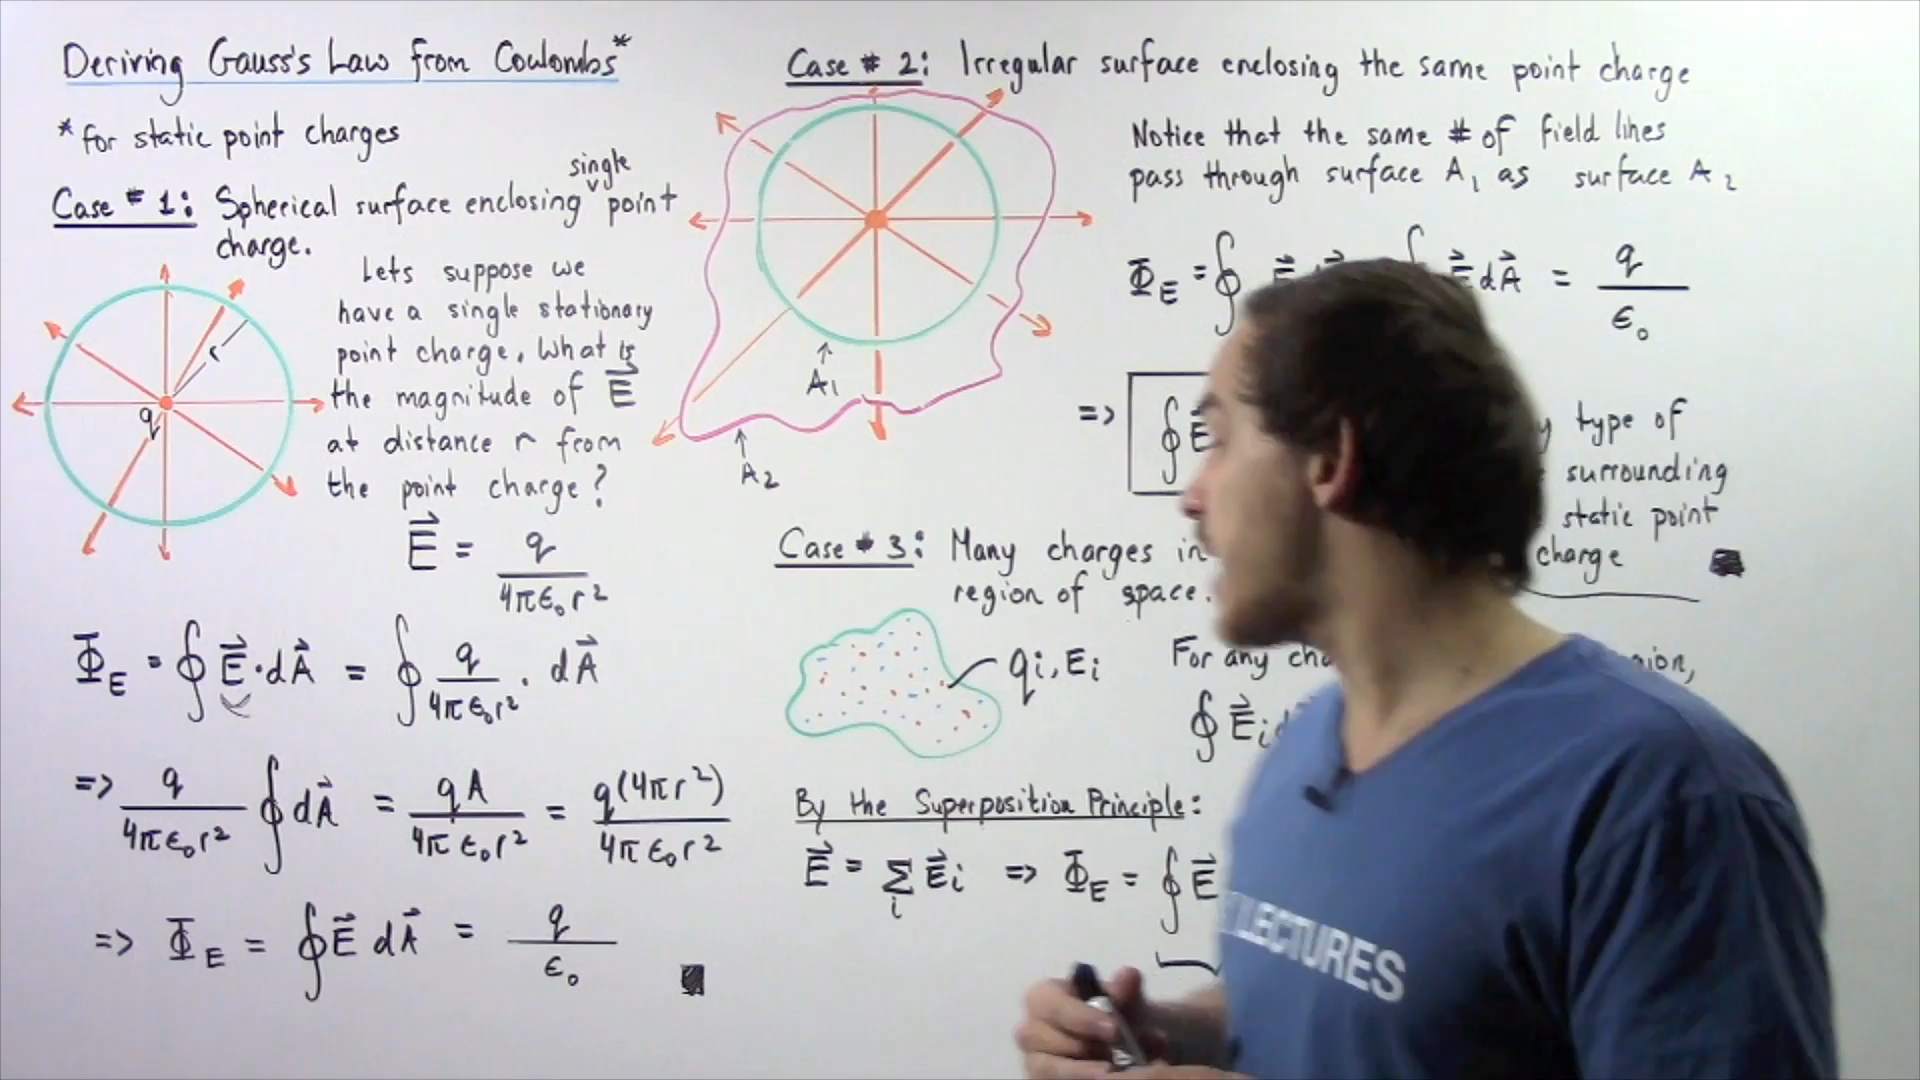 Deriving Gauss's Law from Coulombs*
*for static point charges
single
Case # 1: Spherical surface enclosing point
charge.
Lets suppose we
have a single stationary
point charge. What is
the magnitude of E⃗
at distance r from
the point charge?
r
q
E⃗ = q / 4πϵ₀r²
Φ_E = ∮ E⃗ · dA⃗ = ∮ q / 4πϵ₀r² · dA⃗
=> q / 4πϵ₀r² ∮ dA⃗ = qA / 4πϵ₀r² = q(4πr²) / 4πϵ₀r²
=> Φ_E = ∮ E⃗ dA⃗ = q / ϵ₀
Case # 2: Irregular surface enclosing the same point charge
Notice that the same # of field lines
pass through surface A₁ as surface A₂
A₁
A₂
Φ_E = ∮ E⃗ dA⃗ = q / ϵ₀
=> ∮ E⃗
type of
surrounding
static point
charge
Case # 3: Many charges in
region of space.
qi, Ei
For any
∮ E⃗i
By the Superposition Principle:
E⃗ = Σ_i E⃗i => Φ_E = ∮ E⃗
LECTURES